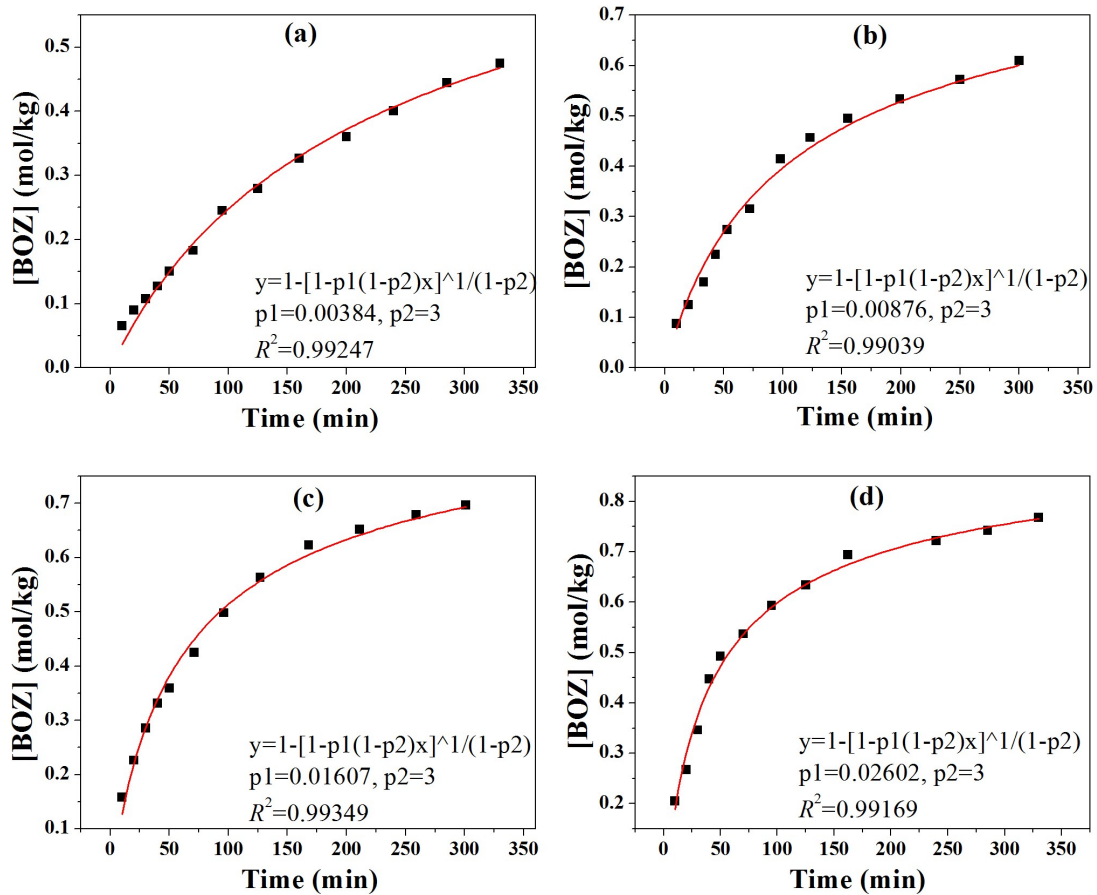 (a)
[BOZ] (mol/kg)
0.5
0.4
0.3
0.2
0.1
0.0
y=1-[1-p1(1-p2)x]^1/(1-p2)
p1=0.00384, p2=3
R²=0.99247
0 50 100 150 200 250 300 350
Time (min)
(b)
[BOZ] (mol/kg)
0.7
0.6
0.5
0.4
0.3
0.2
0.1
0.0
y=1-[1-p1(1-p2)x]^1/(1-p2)
p1=0.00876, p2=3
R²=0.99039
0 50 100 150 200 250 300 350
Time (min)
(c)
[BOZ] (mol/kg)
0.7
0.6
0.5
0.4
0.3
0.2
0.1
y=1-[1-p1(1-p2)x]^1/(1-p2)
p1=0.01607, p2=3
R²=0.99349
0 50 100 150 200 250 300 350
Time (min)
(d)
[BOZ] (mol/kg)
0.8
0.7
0.6
0.5
0.4
0.3
0.2
y=1-[1-p1(1-p2)x]^1/(1-p2)
p1=0.02602, p2=3
R²=0.99169
0 50 100 150 200 250 300 350
Time (min)